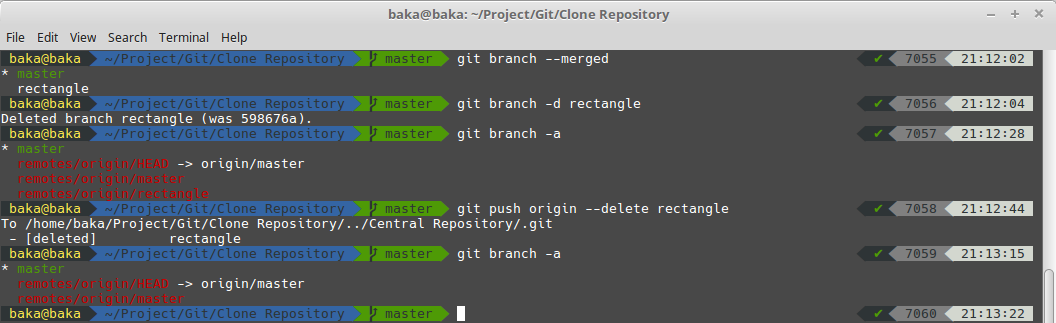 baka@baka: ~/Project/Git/Clone Repository
File Edit View Search Terminal Help
baka@baka ~/Project/Git/Clone Repository master git branch --merged ✔ 7055 21:12:02
* master
rectangle
baka@baka ~/Project/Git/Clone Repository master git branch -d rectangle ✔ 7056 21:12:04
Deleted branch rectangle (was 598676a).
baka@baka ~/Project/Git/Clone Repository master git branch -a ✔ 7057 21:12:28
* master
remotes/origin/HEAD -> origin/master
remotes/origin/master
remotes/origin/rectangle
baka@baka ~/Project/Git/Clone Repository master git push origin --delete rectangle ✔ 7058 21:12:44
To /home/baka/Project/Git/Clone Repository/../Central Repository/.git
- [deleted] rectangle
baka@baka ~/Project/Git/Clone Repository master git branch -a ✔ 7059 21:13:15
* master
remotes/origin/HEAD -> origin/master
remotes/origin/master
baka@baka ~/Project/Git/Clone Repository master ✔ 7060 21:13:22